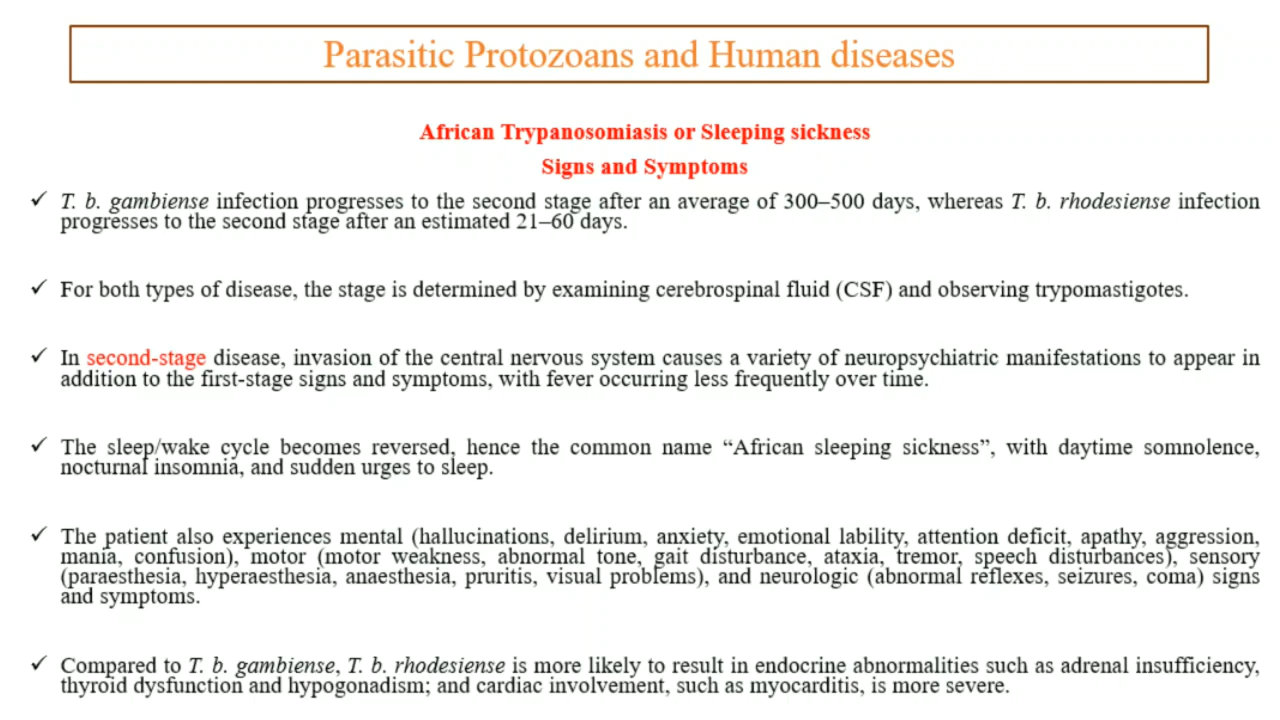 Parasitic Protozoans and Human diseases
African Trypanosomiasis or Sleeping sickness
Signs and Symptoms
✓ T. b. gambiense infection progresses to the second stage after an average of 300–500 days, whereas T. b. rhodesiense infection
progresses to the second stage after an estimated 21–60 days.
✓ For both types of disease, the stage is determined by examining cerebrospinal fluid (CSF) and observing trypomastigotes.
✓ In second-stage disease, invasion of the central nervous system causes a variety of neuropsychiatric manifestations to appear in
addition to the first-stage signs and symptoms, with fever occurring less frequently over time.
✓ The sleep/wake cycle becomes reversed, hence the common name “African sleeping sickness”, with daytime somnolence,
nocturnal insomnia, and sudden urges to sleep.
✓ The patient also experiences mental (hallucinations, delirium, anxiety, emotional lability, attention deficit, apathy, aggression,
mania, confusion), motor (motor weakness, abnormal tone, gait disturbance, ataxia, tremor, speech disturbances), sensory
(paraesthesia, hyperaesthesia, anaesthesia, pruritis, visual problems), and neurologic (abnormal reflexes, seizures, coma) signs
and symptoms.
✓ Compared to T. b. gambiense, T. b. rhodesiense is more likely to result in endocrine abnormalities such as adrenal insufficiency,
thyroid dysfunction and hypogonadism; and cardiac involvement, such as myocarditis, is more severe.